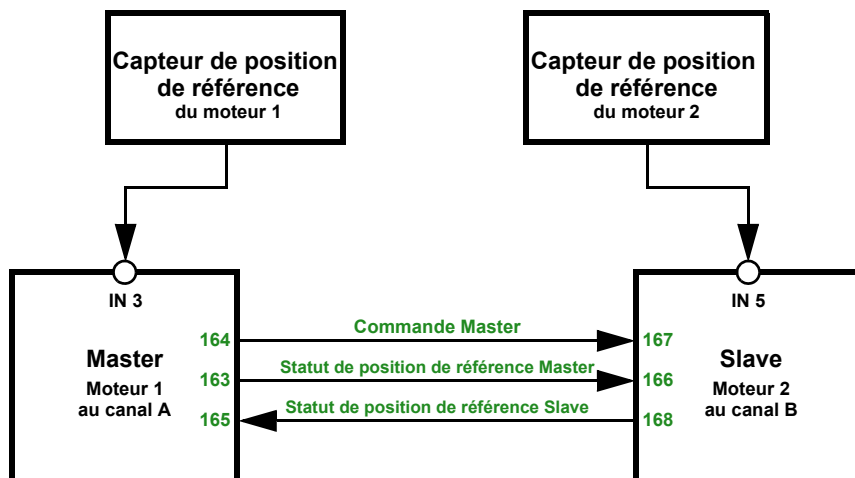 Capteur de position
de référence
du moteur 1
Capteur de position
de référence
du moteur 2
IN 3
IN 5
Master
Moteur 1
au canal A
164
163
165
Commande Master
Statut de position de référence Master
Statut de position de référence Slave
167
166
168
Slave
Moteur 2
au canal B